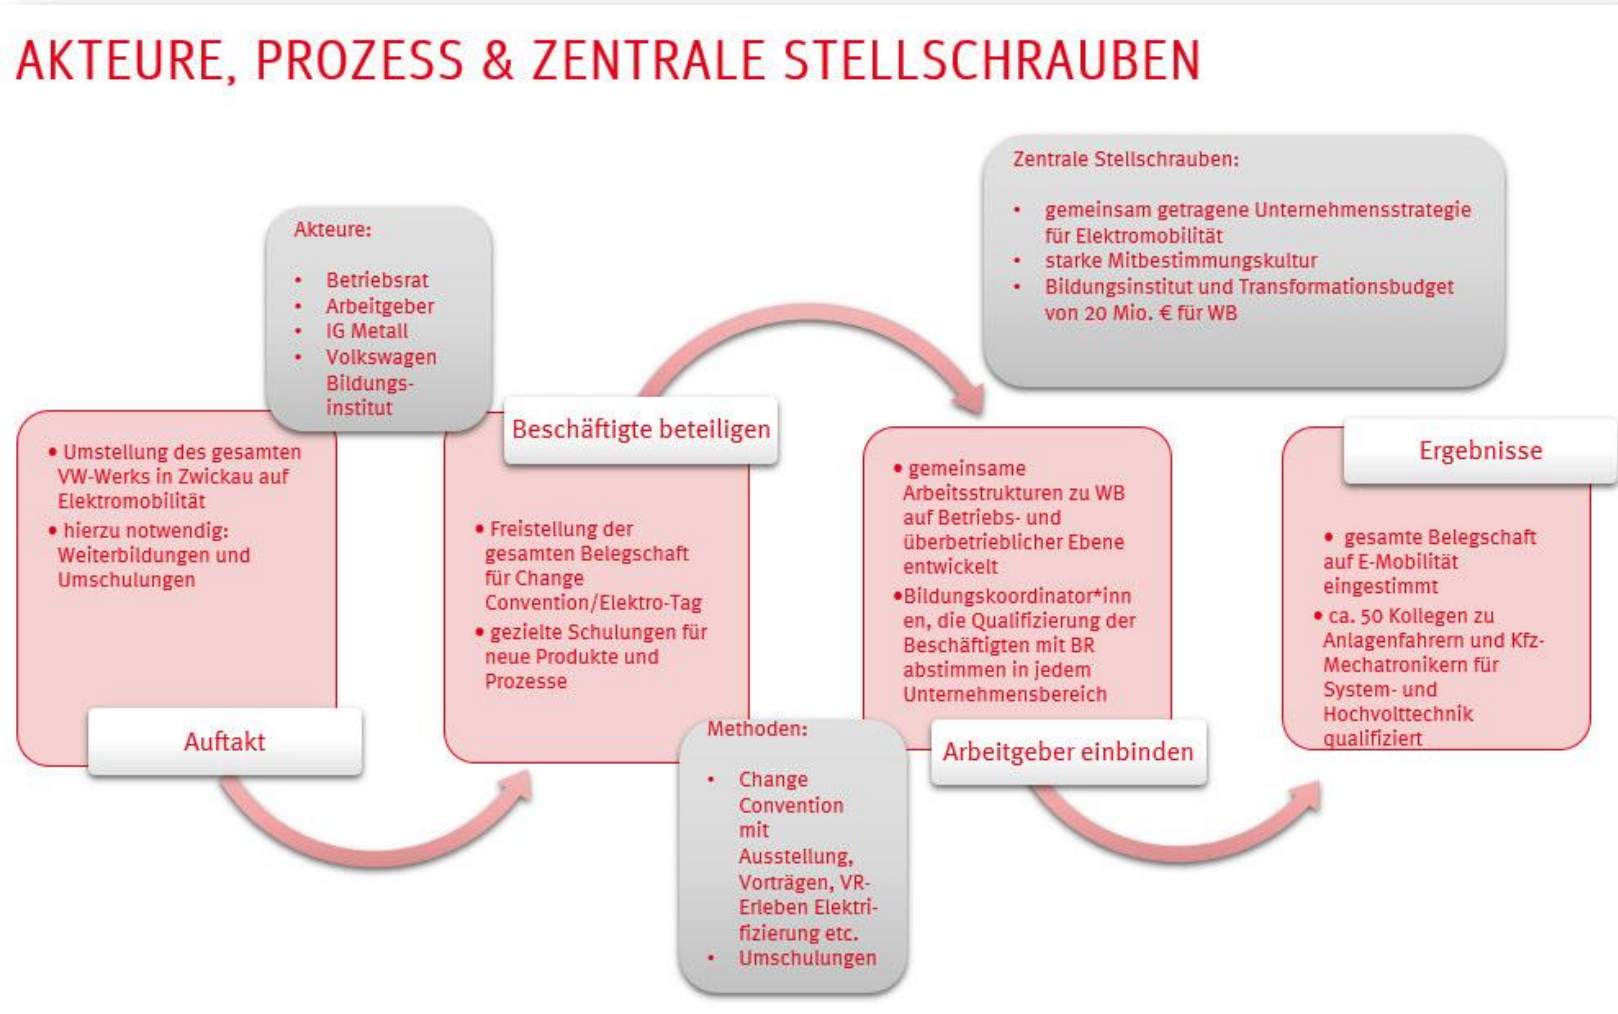 AKTEURE, PROZESS & ZENTRALE STELLSCHRAUBEN
Akteure:
• Betriebsrat
• Arbeitgeber
• IG Metall
• Volkswagen
Bildungs-
institut
Zentrale Stellschrauben:
• gemeinsam getragene Unternehmensstrategie
für Elektromobilität
• starke Mitbestimmungskultur
• Bildungsinstitut und Transformationsbudget
von 20 Mio. € für WB
• Umstellung des gesamten
VW-Werks in Zwickau auf
Elektromobilität
• hierzu notwendig:
Weiterbildungen und
Umschulungen
Auftakt
Beschäftigte beteiligen
• Freistellung der
gesamten Belegschaft
für Change
Convention/Elektro-Tag
• gezielte Schulungen für
neue Produkte und
Prozesse
Methoden:
• Change
Convention
mit
Ausstellung,
Vorträgen, VR-
Erleben Elektri-
fizierung etc.
• Umschulungen
• gemeinsame
Arbeitsstrukturen zu WB
auf Betriebs- und
überbetrieblicher Ebene
entwickelt
•Bildungskoordinator*inn
en, die Qualifizierung der
Beschäftigten mit BR
abstimmen in jedem
Unternehmensbereich
Arbeitgeber einbinden
Ergebnisse
• gesamte Belegschaft
auf E-Mobilität
eingestimmt
• ca. 50 Kollegen zu
Anlagenfahrern und Kfz-
Mechatronikern für
System- und
Hochvolttechnik
qualifiziert